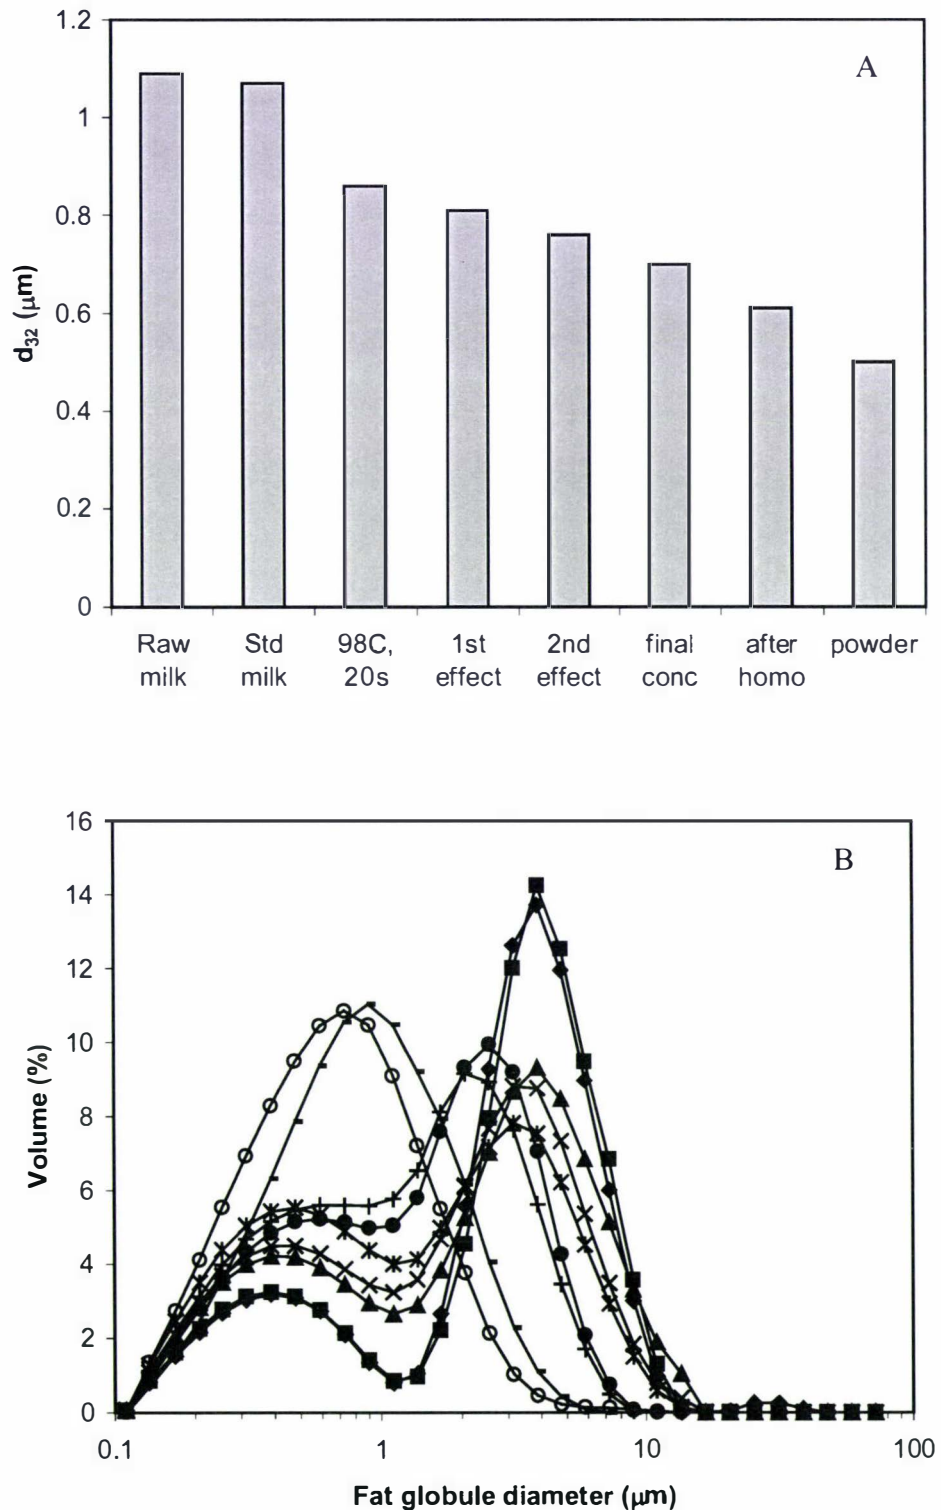 A
1.2
1
0.8
0.6
0.4
0.2
0
d32 (μm)
Raw milk
Std milk
98C, 20s
1st effect
2nd effect
final conc
after homo
powder
B
16
14
12
10
8
6
4
2
0
Volume (%)
0.1
1
10
100
Fat globule diameter (μm)